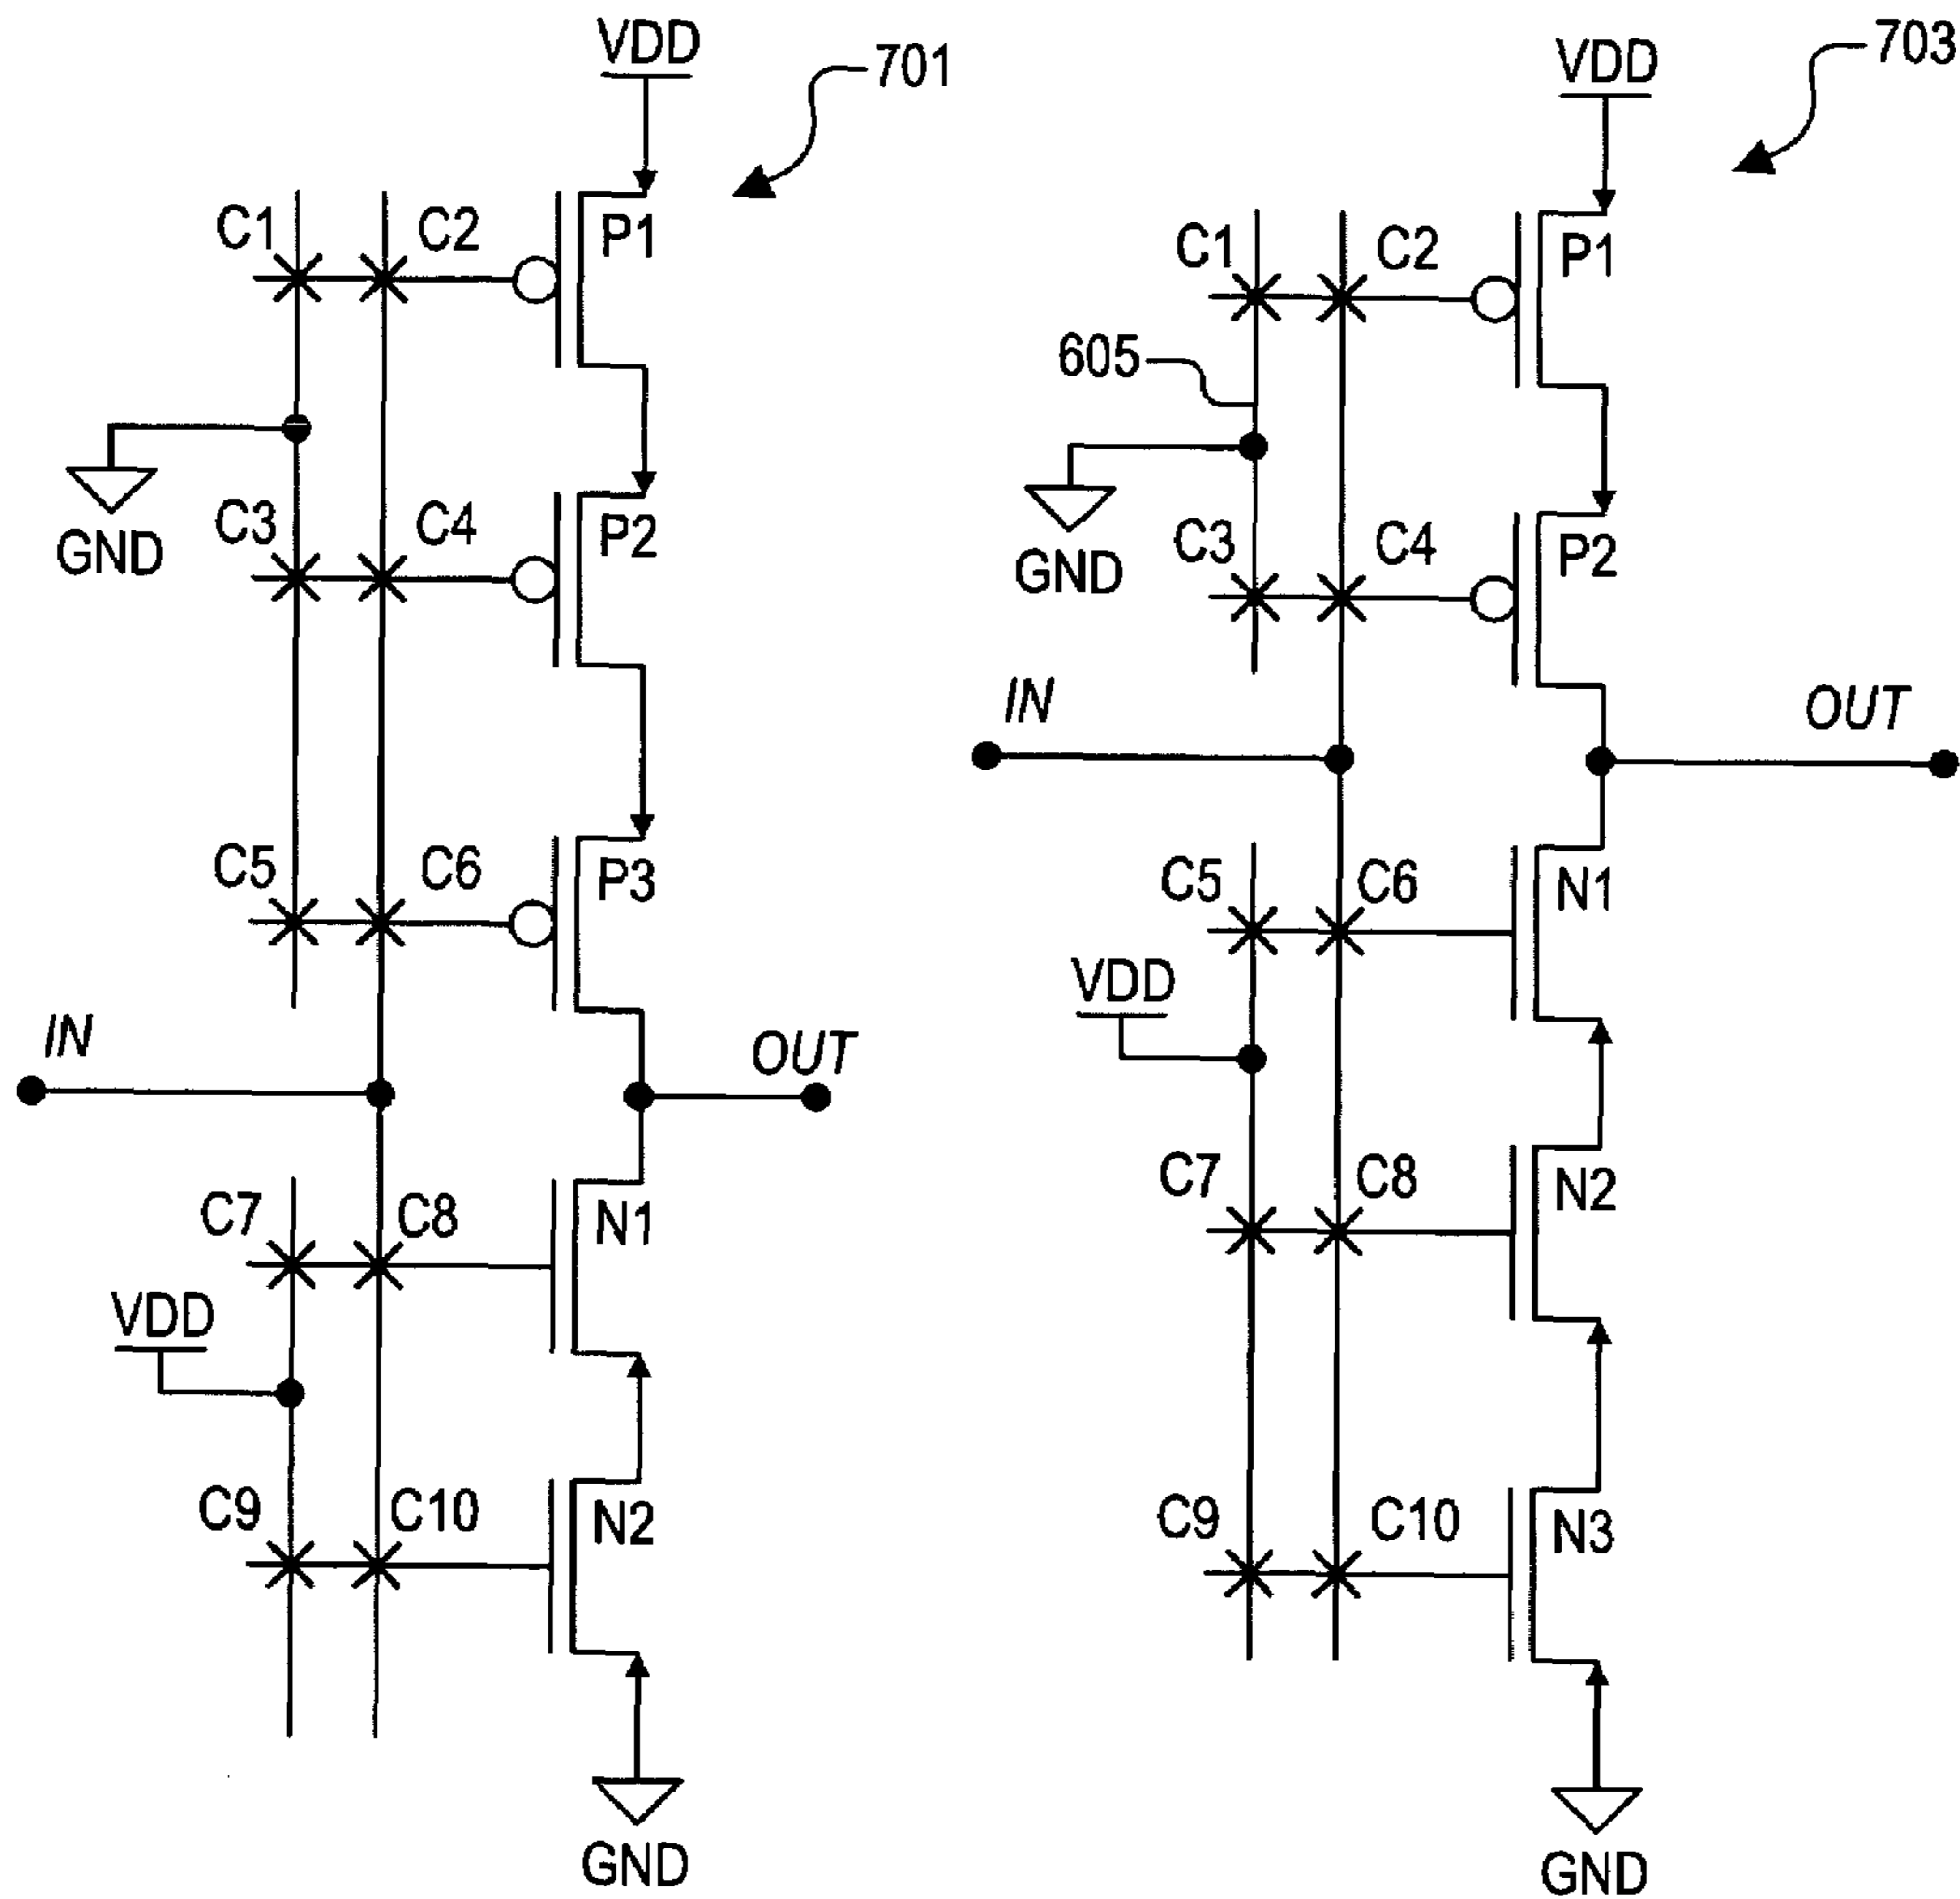 VDD
701
C1
C2
P1
GND
C3
C4
P2
C5
C6
P3
IN
OUT
C7
C8
N1
VDD
C9
C10
N2
GND
VDD
703
C1
C2
P1
605
GND
C3
C4
P2
IN
OUT
C5
C6
N1
VDD
C7
C8
N2
C9
C10
N3
GND